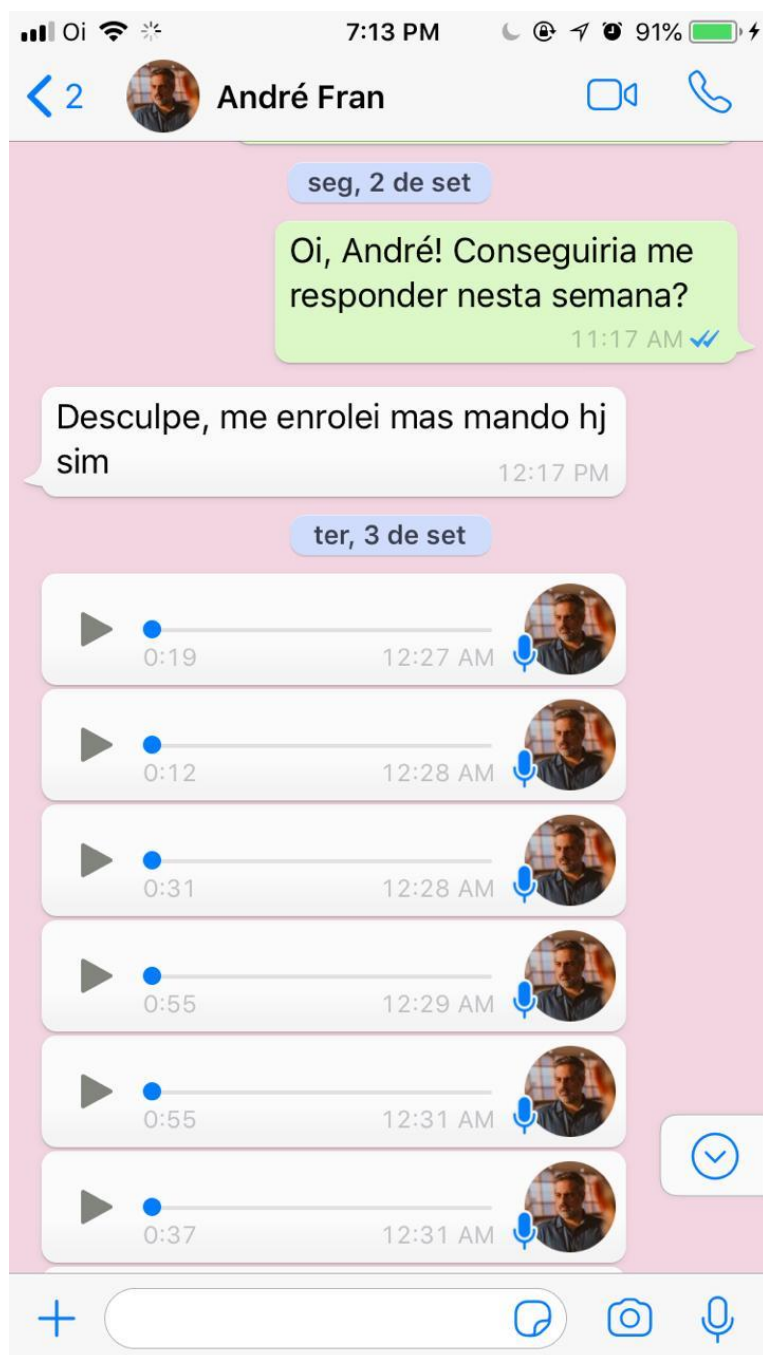 Oi 7:13 PM 91%
2 André Fran
seg, 2 de set
Oi, André! Conseguiria me
responder nesta semana?
11:17 AM
Desculpe, me enrolei mas mando hj
sim 12:17 PM
ter, 3 de set
0:19 12:27 AM
0:12 12:28 AM
0:31 12:28 AM
0:55 12:29 AM
0:55 12:31 AM
0:37 12:31 AM